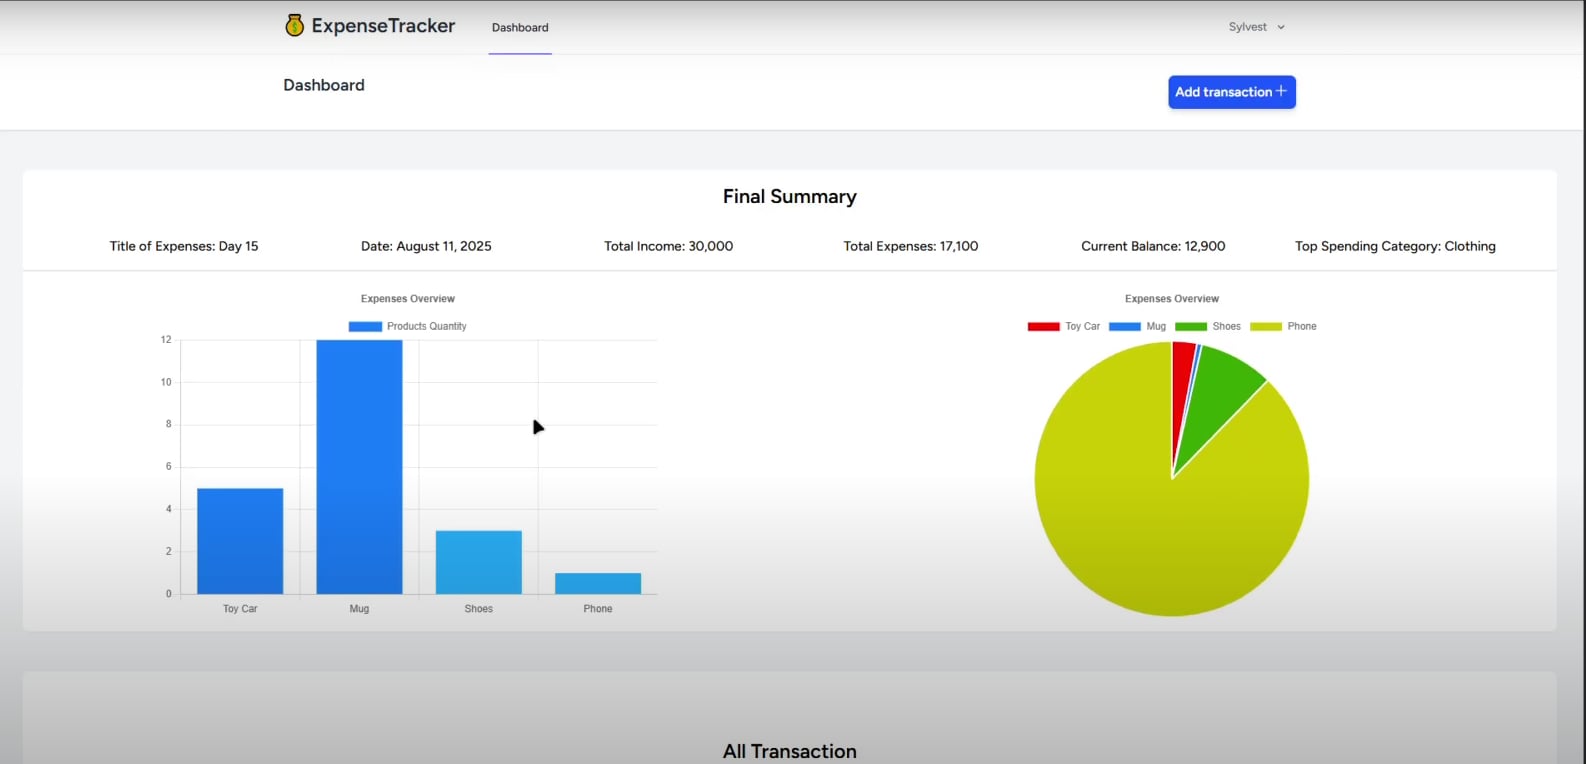 ExpenseTracker
Dashboard
Sylvest
Dashboard
Add transaction+
Final Summary
Title of Expenses: Day 15
Date: August 11, 2025
Total Income: 30,000
Total Expenses: 17,100
Current Balance: 12,900
Top Spending Category: Clothing
Expenses Overview
Products Quantity
12
10
8
6
4
2
0
Toy Car
Mug
Shoes
Phone
Expenses Overview
Toy Car
Mug
Shoes
Phone
All Transaction